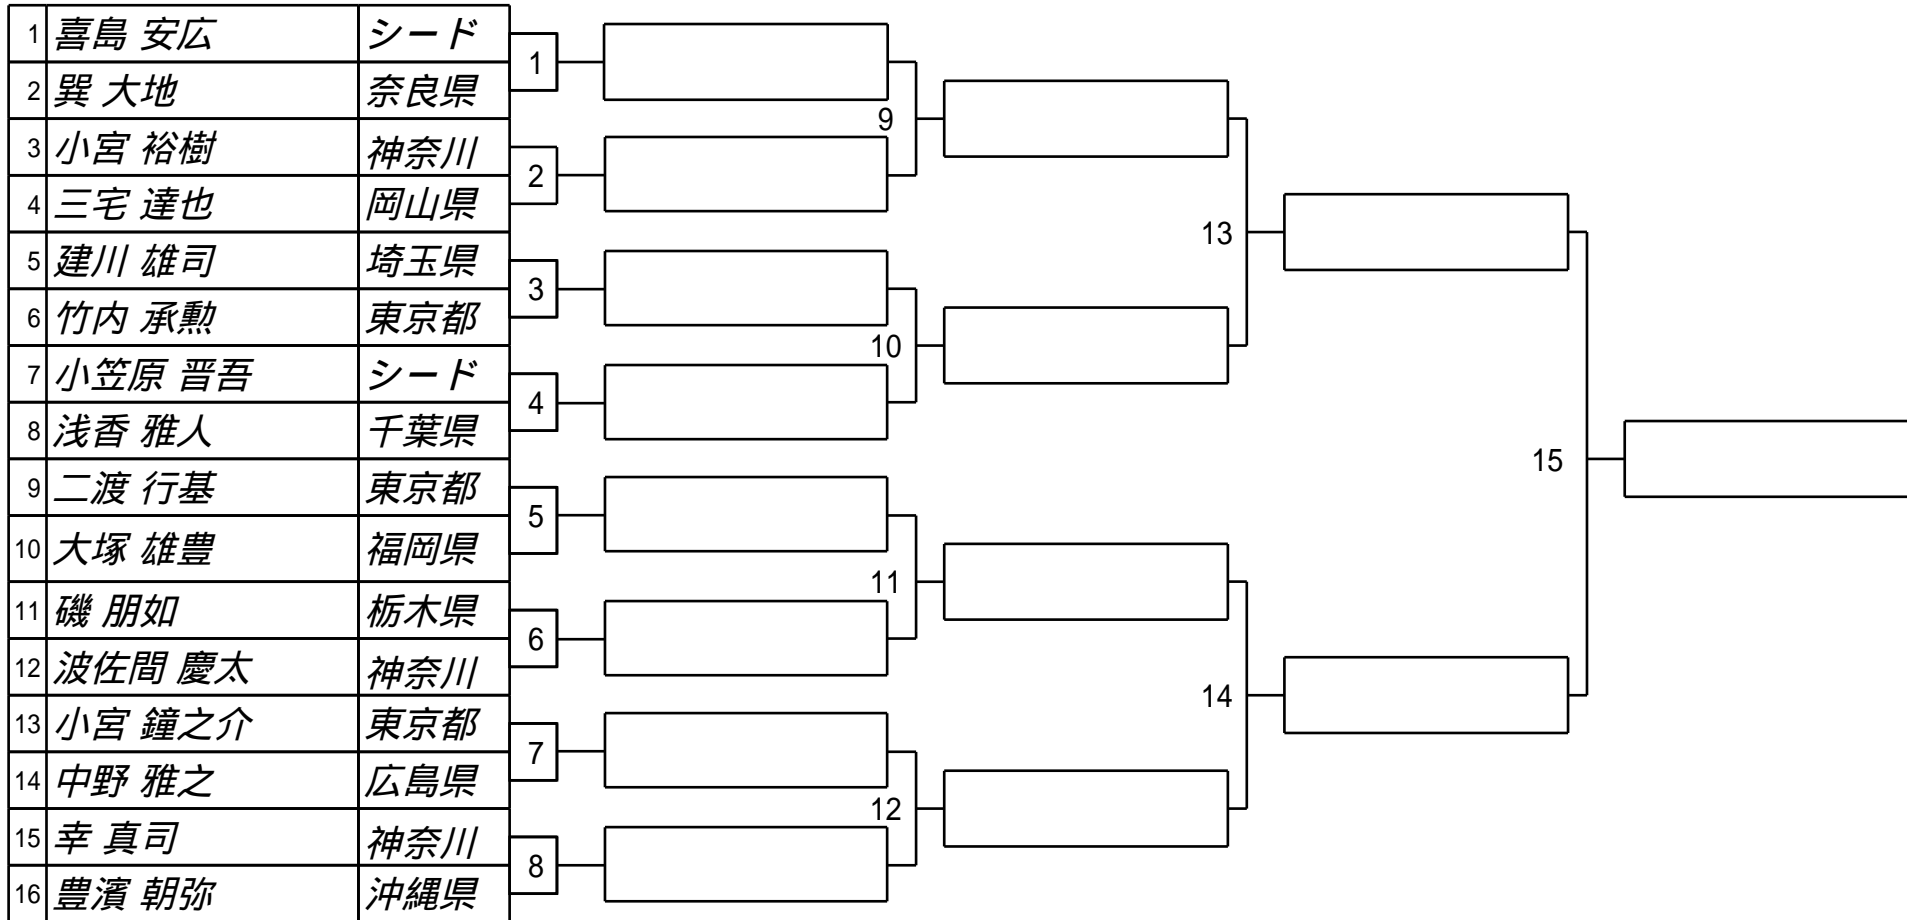 1 喜島 安広 シード
2 巽 大地 奈良県
3 小宮 裕樹 神奈川
4 三宅 達也 岡山県
5 建川 雄司 埼玉県
6 竹内 承勲 東京都
7 小笠原 晋吾 シード
8 浅香 雅人 千葉県
9 二渡 行基 東京都
10 大塚 雄豊 福岡県
11 磯 朋如 栃木県
12 波佐間 慶太 神奈川
13 小宮 鐘之介 東京都
14 中野 雅之 広島県
15 幸 真司 神奈川
16 豊濱 朝弥 沖縄県
1
2
3
4
5
6
7
8
9
10
11
12
13
14
15